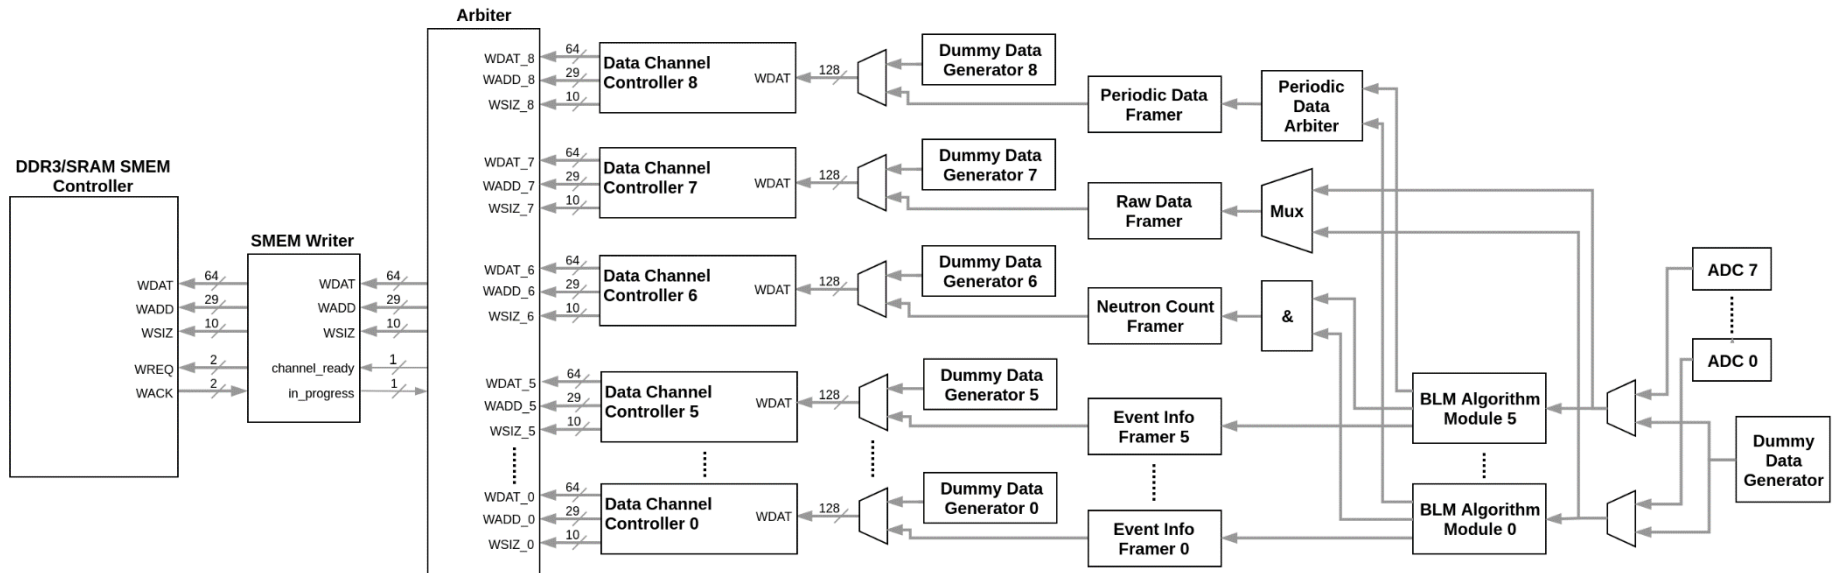 Arbiter
WDAT_8
WADD_8
WSIZ_8
64
29
10
Data Channel
Controller 8
WDAT
128
Dummy Data
Generator 8
Periodic Data
Framer
Periodic
Data
Arbiter
WDAT_7
WADD_7
WSIZ_7
64
29
10
Data Channel
Controller 7
WDAT
128
Dummy Data
Generator 7
Raw Data
Framer
Mux
DDR3/SRAM SMEM
Controller
WDAT
WADD
WSIZ
WREQ
WACK
64
29
10
2
2
SMEM Writer
WDAT
WADD
WSIZ
channel_ready
in_progress
64
29
10
1
1
WDAT_6
WADD_6
WSIZ_6
64
29
10
Data Channel
Controller 6
WDAT
128
Dummy Data
Generator 6
Neutron Count
Framer
&
ADC 7
ADC 0
WDAT_5
WADD_5
WSIZ_5
64
29
10
Data Channel
Controller 5
WDAT
128
Dummy Data
Generator 5
Event Info
Framer 5
BLM Algorithm
Module 5
Dummy
Data
Generator
WDAT_0
WADD_0
WSIZ_0
64
29
10
Data Channel
Controller 0
WDAT
128
Dummy Data
Generator 0
Event Info
Framer 0
BLM Algorithm
Module 0